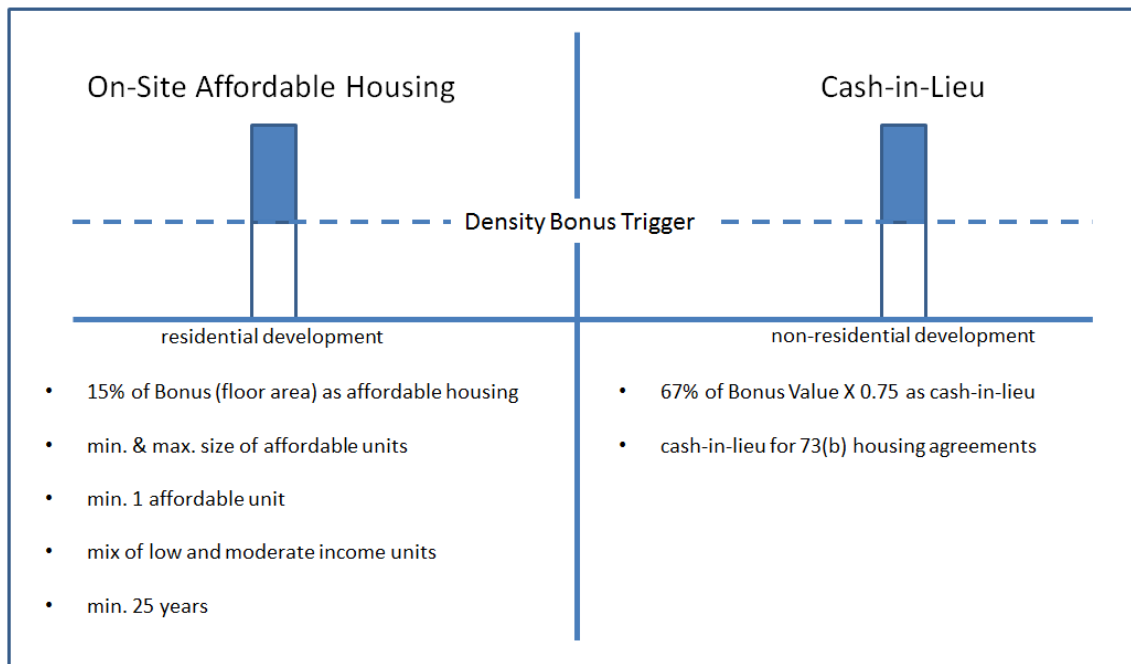 On-Site Affordable Housing
Cash-in-Lieu
Density Bonus Trigger
residential development
non-residential development
• 15% of Bonus (floor area) as affordable housing
• min. & max. size of affordable units
• min. 1 affordable unit
• mix of low and moderate income units
• min. 25 years
• 67% of Bonus Value X 0.75 as cash-in-lieu
• cash-in-lieu for 73(b) housing agreements